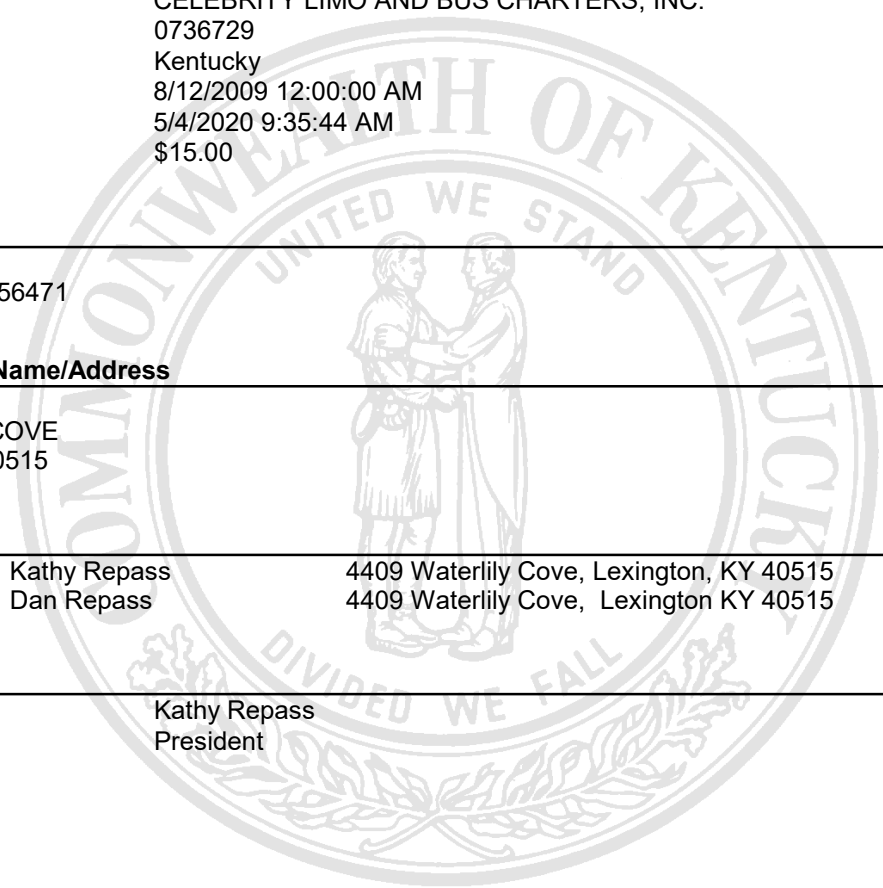 CELEBRITY LIMO AND BUS CHARTERS, INC.
0736729
Kentucky
8/12/2009 12:00:00 AM
5/4/2020 9:35:44 AM
$15.00
56471
Name/Address
COVE
0515
Kathy Repass 4409 Waterlily Cove, Lexington, KY 40515
Dan Repass 4409 Waterlily Cove, Lexington KY 40515
Kathy Repass
President
COMMONWEALTH OF KENTUCKY
UNITED WE STAND
DIVIDED WE FALL